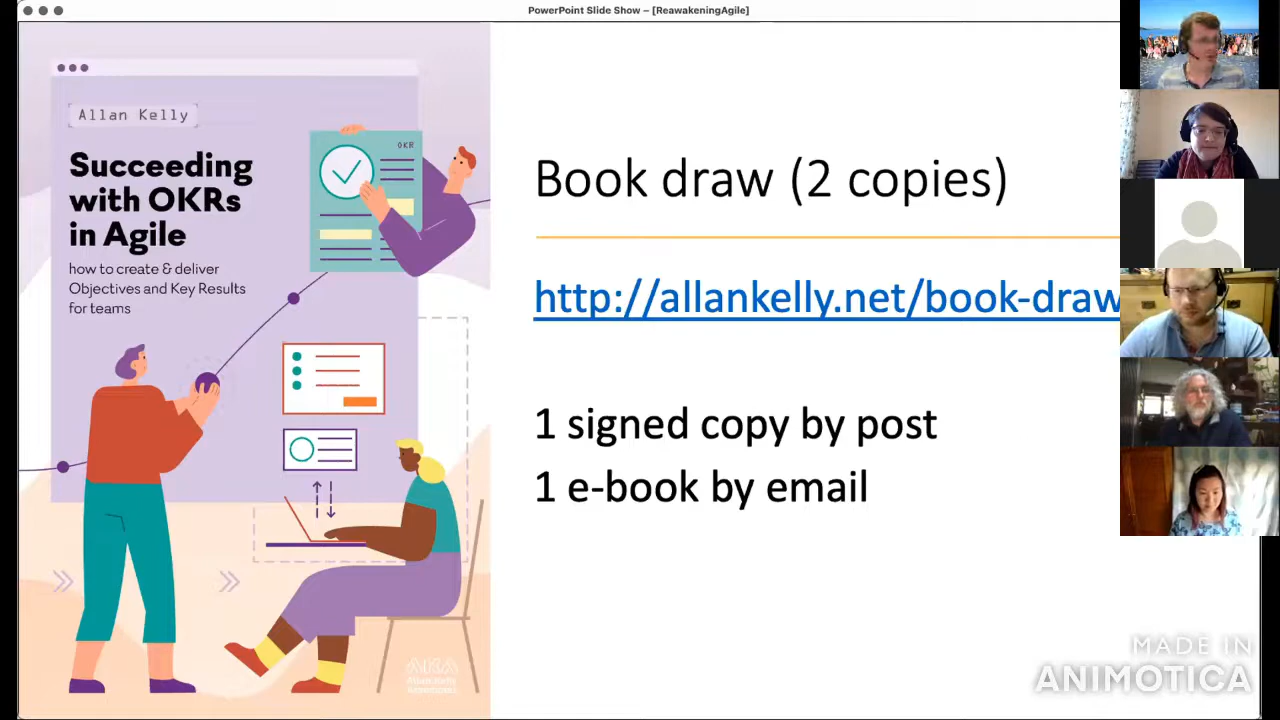 PowerPoint Slide Show – [ReawakeningAgile]
Allan Kelly
Succeeding
with OKRs
in Agile
how to create & deliver
Objectives and Key Results
for teams
OKR
Book draw (2 copies)
http://allankelly.net/book-draw
1 signed copy by post
1 e-book by email
MADE IN
ANIMOTICA